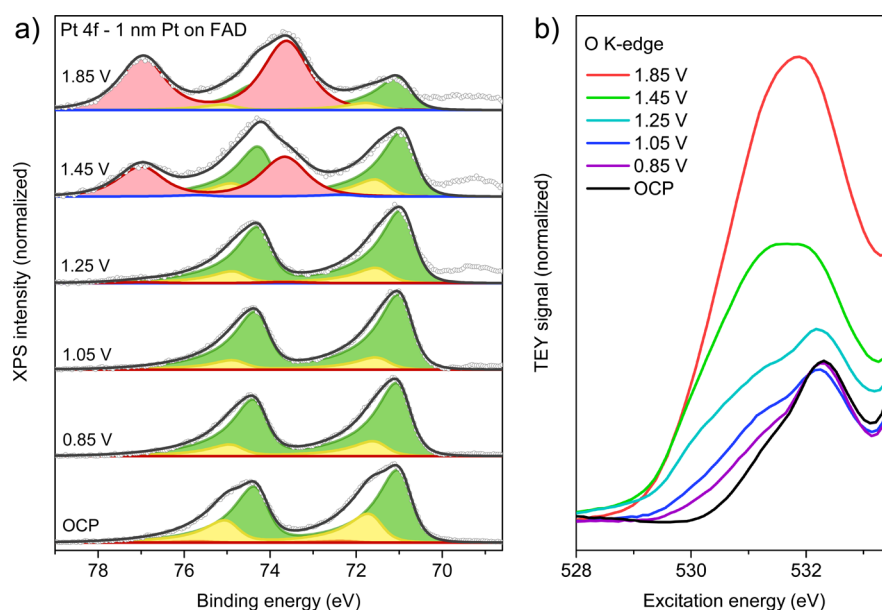 a)
Pt 4f - 1 nm Pt on FAD
1.85 V
1.45 V
1.25 V
1.05 V
0.85 V
OCP
XPS intensity (normalized)
78 76 74 72 70
Binding energy (eV)
b)
O K-edge
1.85 V
1.45 V
1.25 V
1.05 V
0.85 V
OCP
TEY signal (normalized)
528 530 532
Excitation energy (eV)